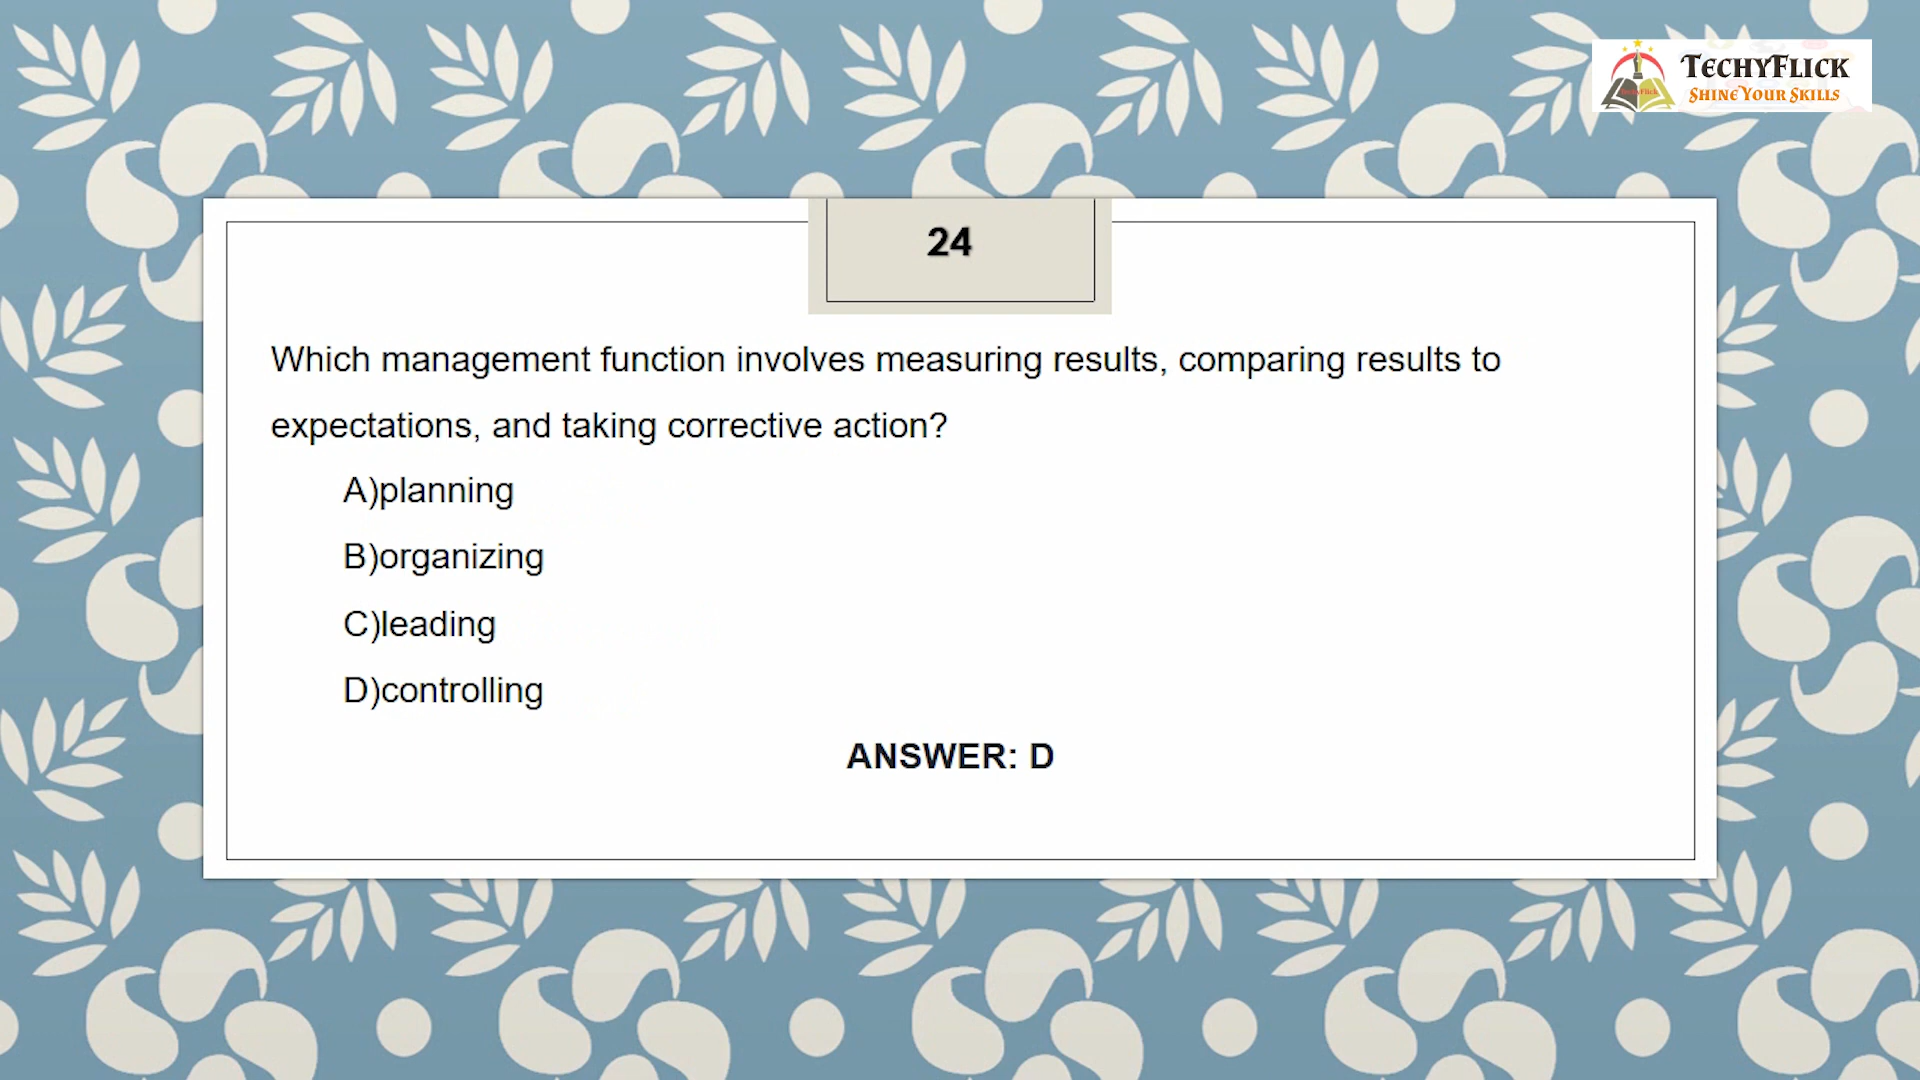 TECHYFLICK
SHINE YOUR SKILLS
24
Which management function involves measuring results, comparing results to
expectations, and taking corrective action?
A)planning
B)organizing
C)leading
D)controlling
ANSWER: D